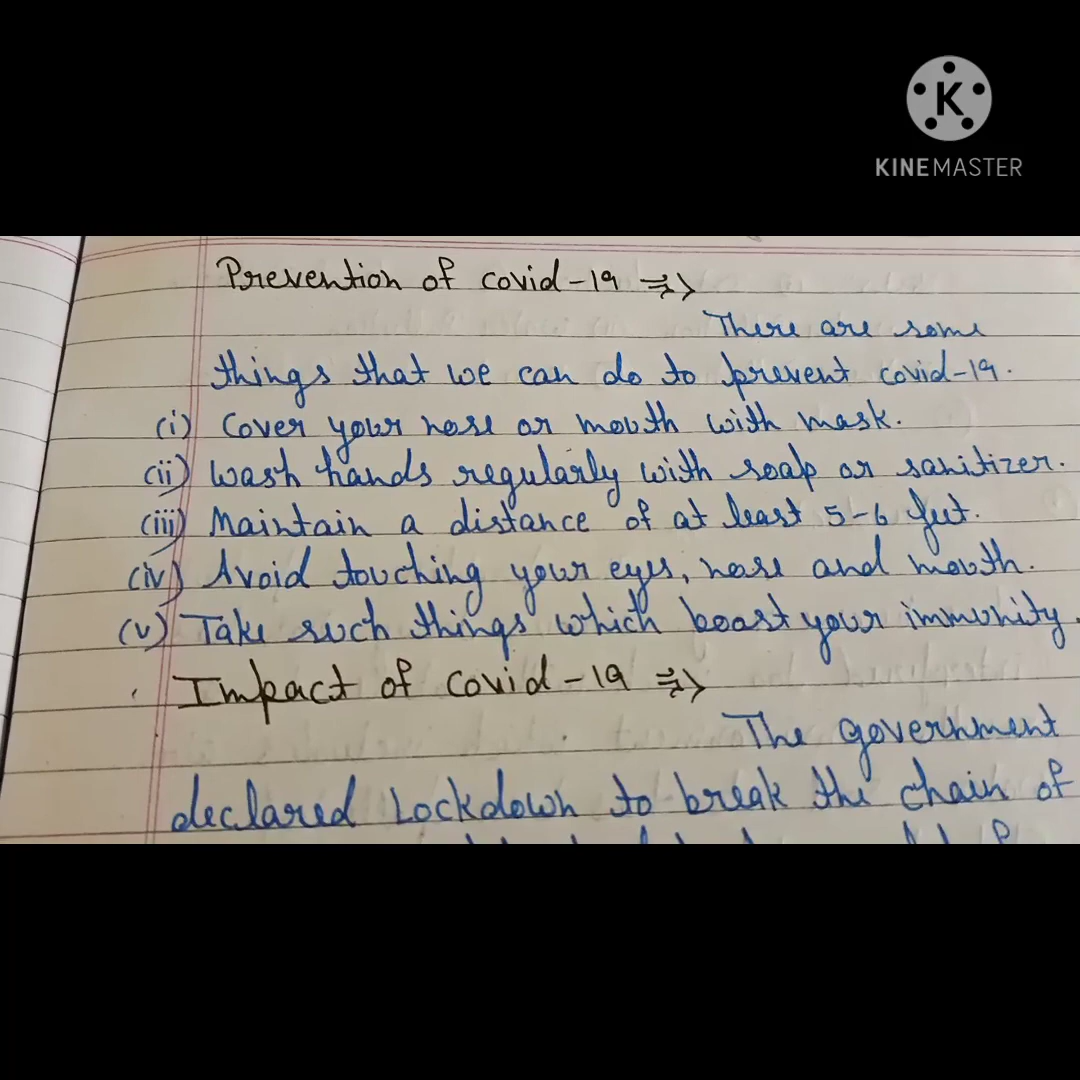 K
KINEMASTER
Prevention of covid-19 ⇒>
There are some
things that we can do to prevent covid-19.
(i) Cover your nose or mouth with mask.
(ii) Wash hands regularly with soap or sanitizer.
(iii) Maintain a distance of at least 5-6 feet.
(iv) Avoid touching your eyes, nose and mouth.
(v) Take such things which boost your immunity.
Impact of covid-19 ⇒>
The government
declared Lockdown to break the chain of